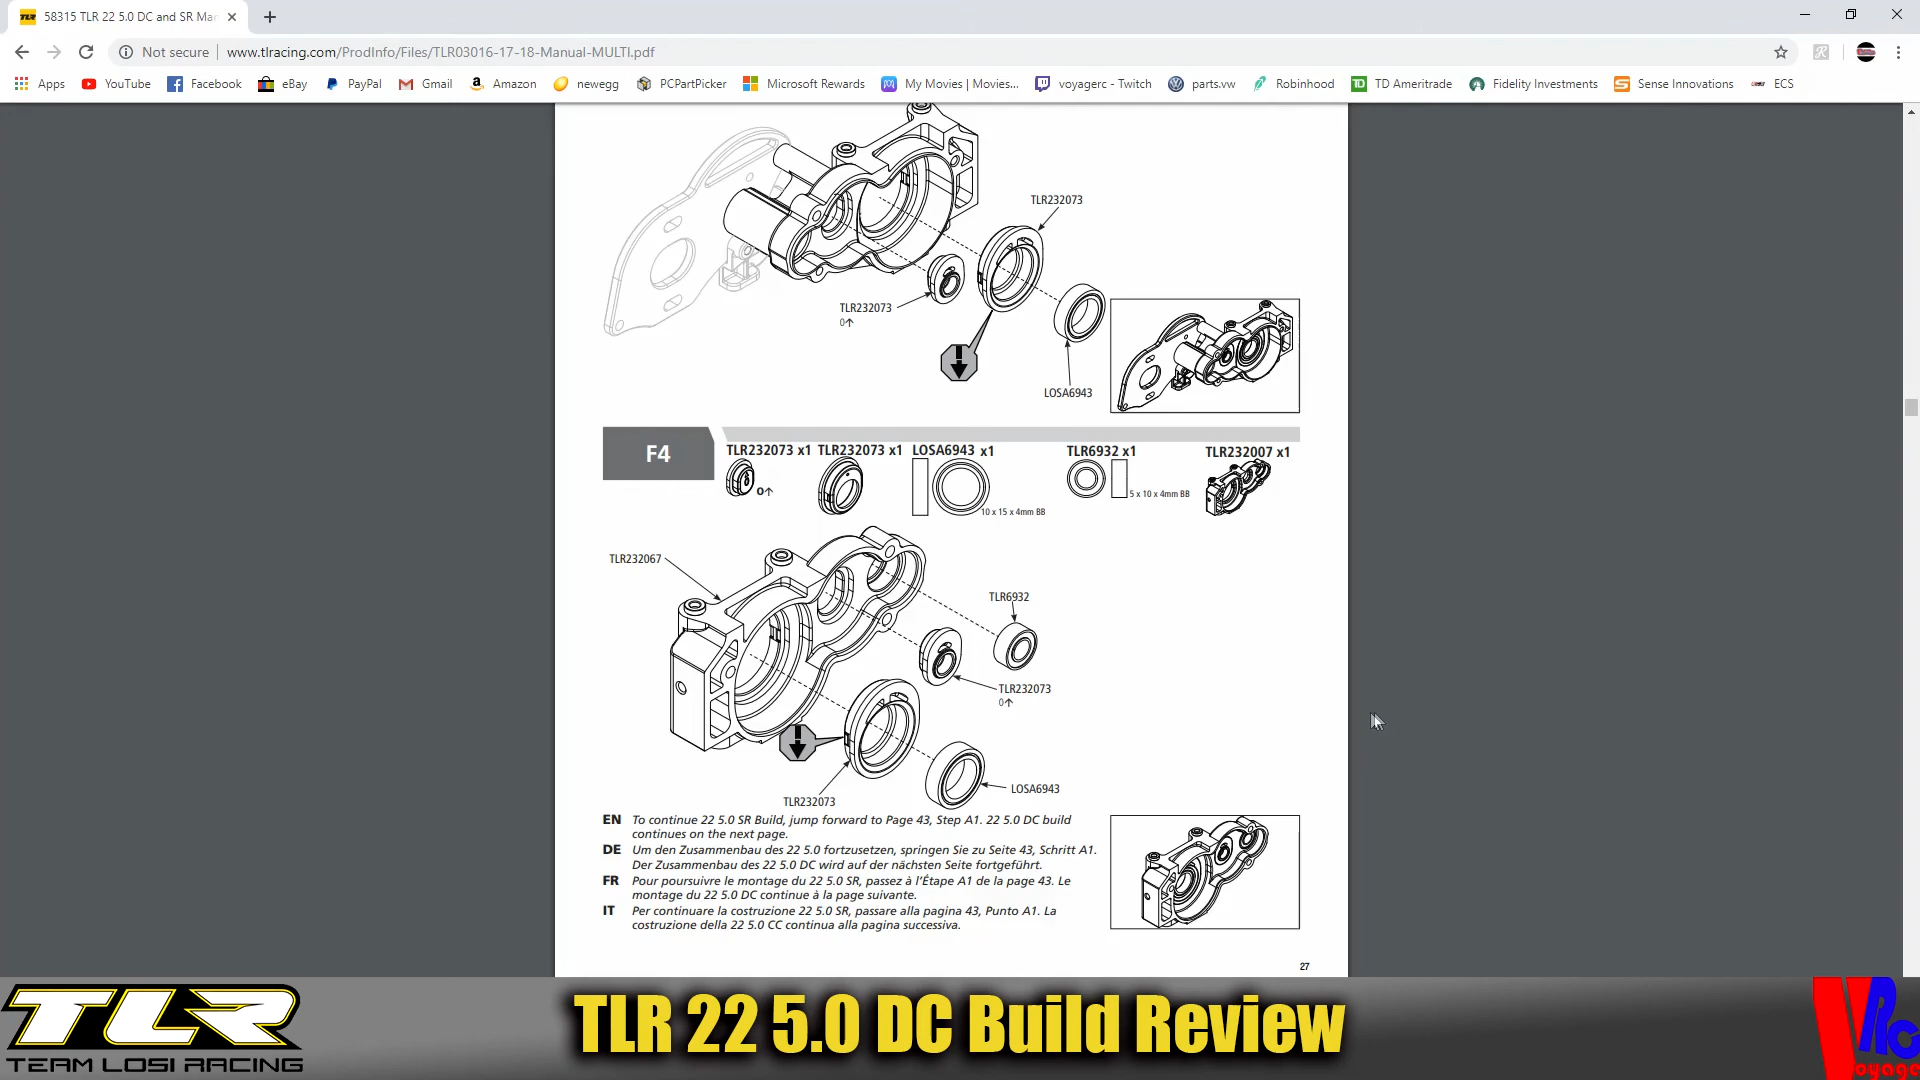 58315 TLR 22 5.0 DC and SR Man
Not secure
www.tlracing.com/ProdInfo/Files/TLR03016-17-18-Manual-MULTI.pdf
Apps YouTube Facebook eBay PayPal Gmail Amazon newegg PCPartPicker Microsoft Rewards My Movies | Movies... voyagerc - Twitch parts.vw Robinhood TD Ameritrade Fidelity Investments Sense Innovations ECS
TLR232073
TLR232073
0↑
LOSA6943
F4
TLR232073 x1 TLR232073 x1 LOSA6943 x1 TLR6932 x1 TLR232007 x1
0↑
5 x 10 x 4mm BB
10 x 15 x 4mm BB
TLR232067
TLR6932
TLR232073
0↑
LOSA6943
TLR232073
EN To continue 22 5.0 SR Build, jump forward to Page 43, Step A1. 22 5.0 DC build
continues on the next page.
DE Um den Zusammenbau des 22 5.0 fortzusetzen, springen Sie zu Seite 43, Schritt A1.
Der Zusammenbau des 22 5.0 DC wird auf der nächsten Seite fortgeführt.
FR Pour poursuivre le montage du 22 5.0 SR, passez à l'Étape A1 de la page 43. Le
montage du 22 5.0 DC continue à la page suivante.
IT Per continuare la costruzione 22 5.0 SR, passare alla pagina 43, Punto A1. La
costruzione della 22 5.0 CC continua alla pagina successiva.
27
TLR
TEAM LOSI RACING
TLR 22 5.0 DC Build Review
VRC
oyage